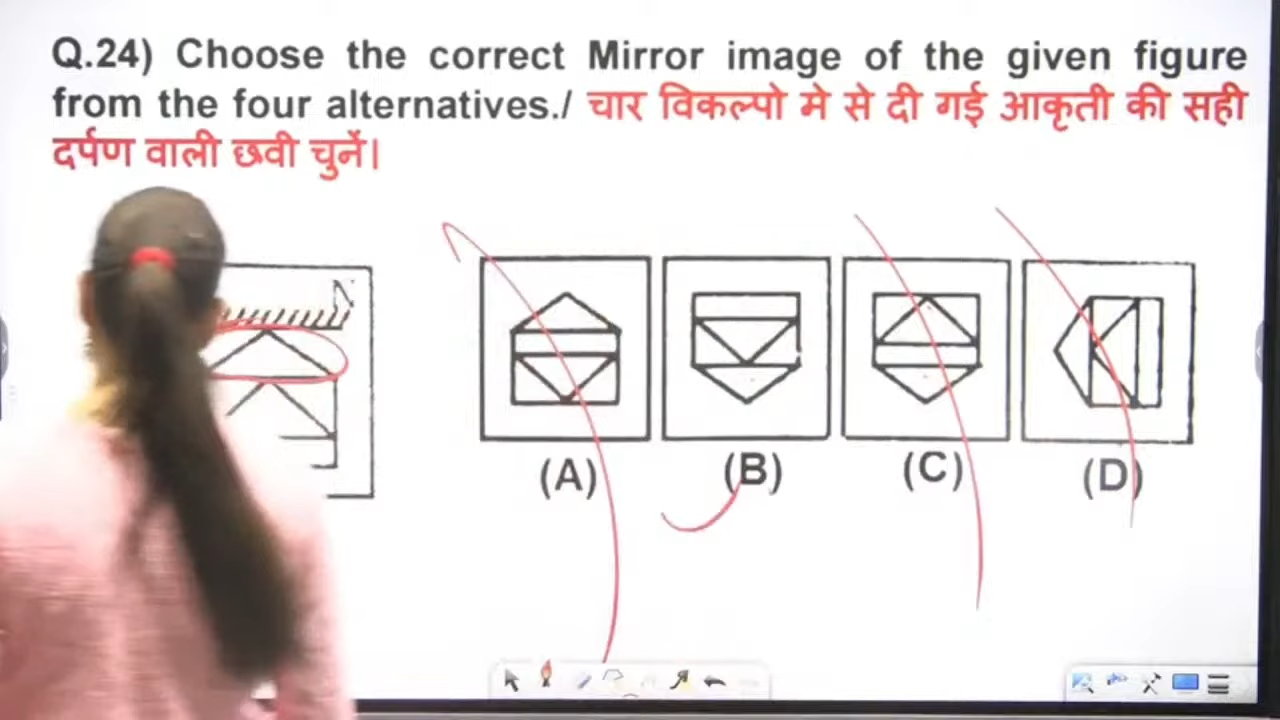 Q.24) Choose the correct Mirror image of the given figure
from the four alternatives./ चार विकल्पो मे से दी गई आकृती की सही
दर्पण वाली छवी चुनें।
N
(A) (B) (C) (D)